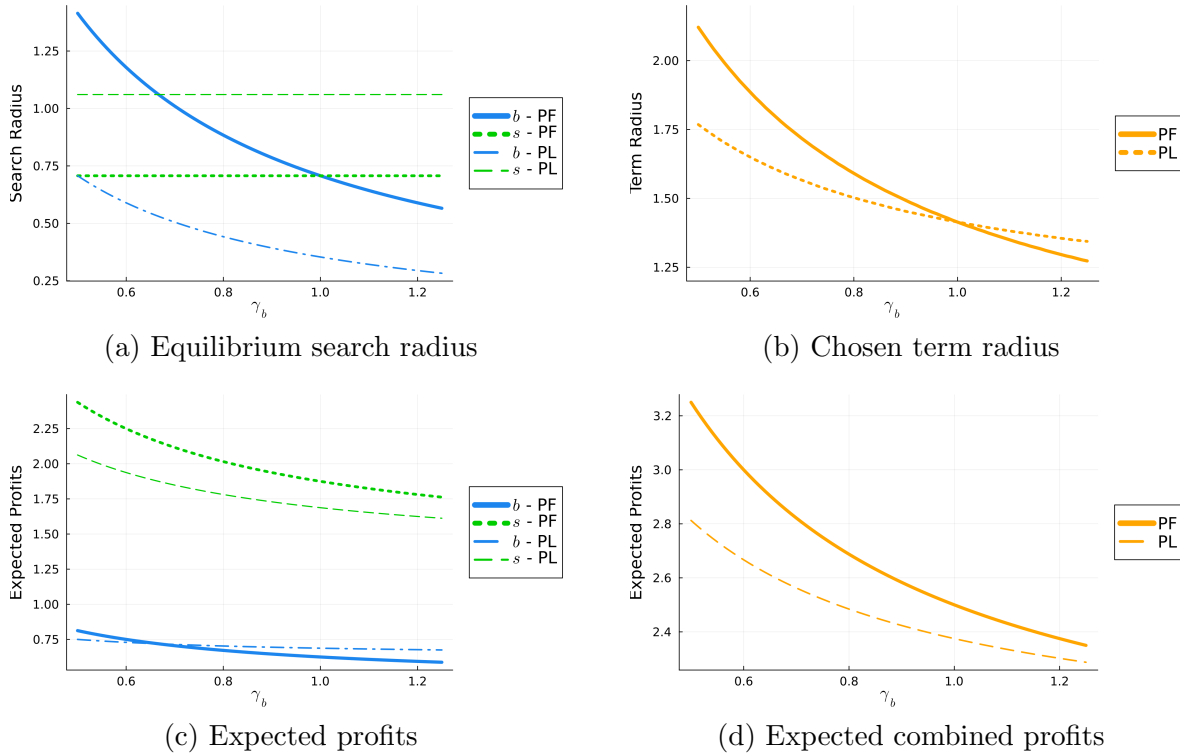 Search Radius
1.25
1.00
0.75
0.50
0.25
0.6
0.8
1.0
1.2
γ_b
b - PF
s - PF
b - PL
s - PL
(a) Equilibrium search radius
Term Radius
2.00
1.75
1.50
1.25
0.6
0.8
1.0
1.2
γ_b
PF
PL
(b) Chosen term radius
Expected Profits
2.25
2.00
1.75
1.50
1.25
1.00
0.75
0.6
0.8
1.0
1.2
γ_b
b - PF
s - PF
b - PL
s - PL
(c) Expected profits
Expected Profits
3.2
3.0
2.8
2.6
2.4
0.6
0.8
1.0
1.2
γ_b
PF
PL
(d) Expected combined profits